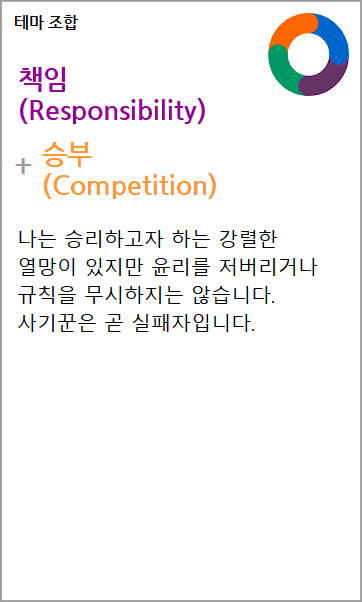 테마 조합
책임
(Responsibility)
+ 승부
(Competition)
나는 승리하고자 하는 강렬한
열망이 있지만 윤리를 저버리거나
규칙을 무시하지는 않습니다.
사기꾼은 곧 실패자입니다.